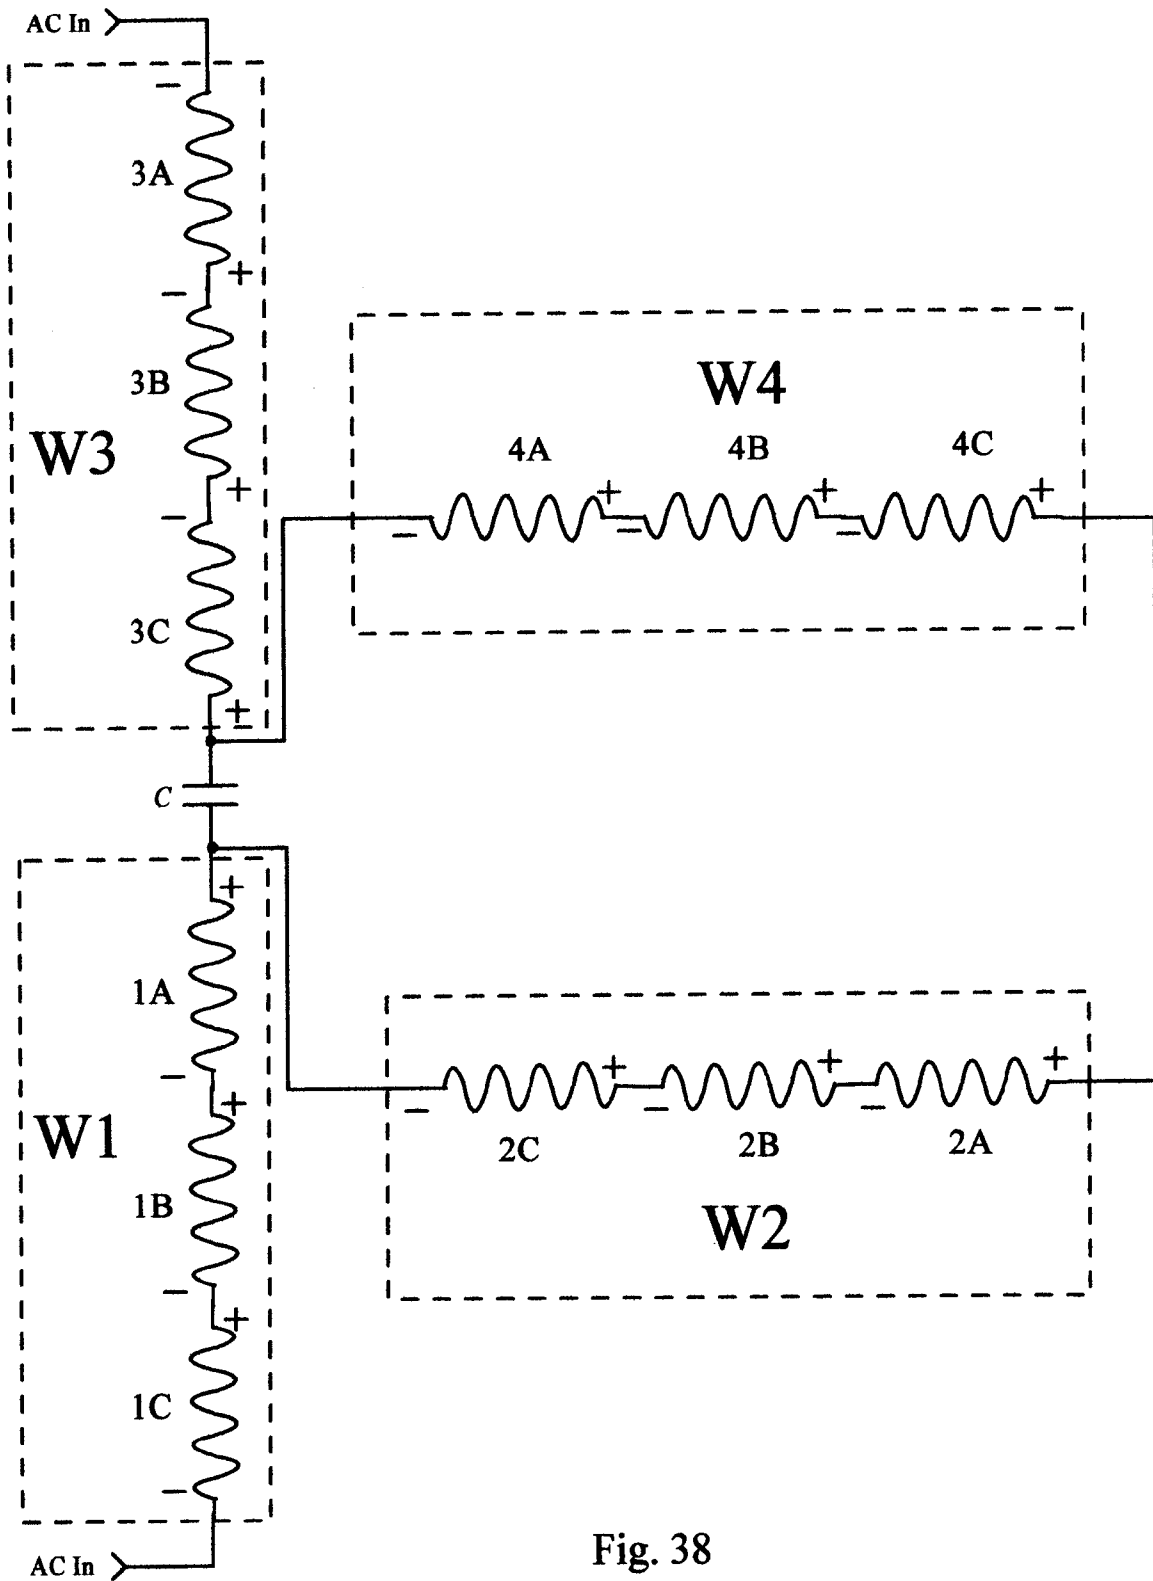 AC In
−
3A
+
−
3B
W3
+
−
3C
+
W4
4A 4B 4C
+ + +
− − −
C
+
1A
−
W1
+
1B
−
+
1C
−
+ + +
− − −
2C 2B 2A
W2
AC In
Fig. 38